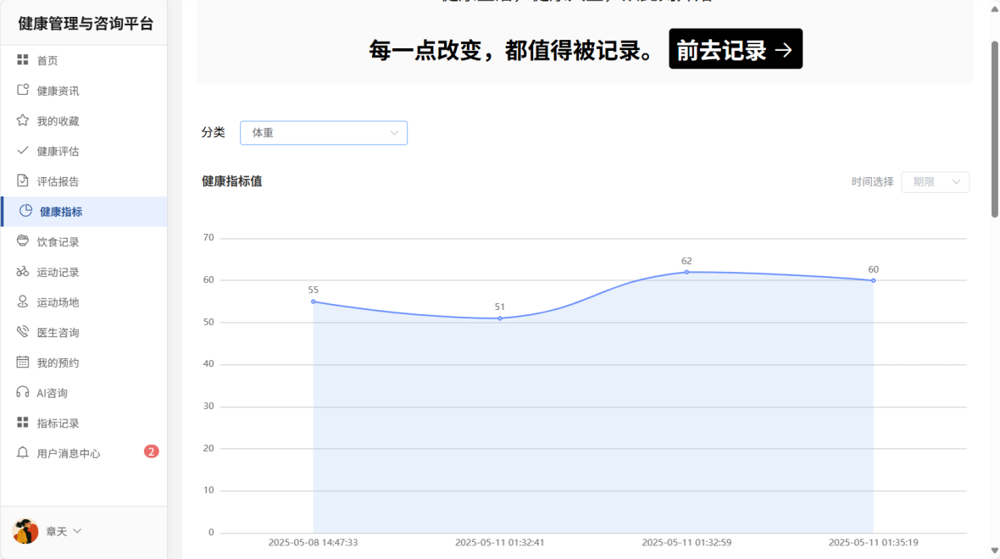 健康管理与咨询平台
首页
健康资讯
我的收藏
健康评估
评估报告
健康指标
饮食记录
运动记录
运动场地
医生咨询
我的预约
AI咨询
指标记录
用户消息中心 2
章天
每一点改变，都值得被记录。 前去记录 →
分类 体重
健康指标值 时间选择 期限
70
60
50
40
30
20
10
0
55
51
62
60
2025-05-08 14:47:33 2025-05-11 01:32:41 2025-05-11 01:32:59 2025-05-11 01:35:19